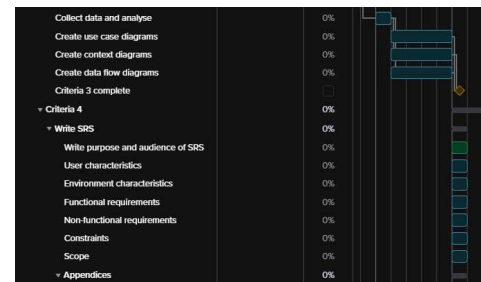 Collect data and analyse 0%
Create use case diagrams 0%
Create context diagrams 0%
Create data flow diagrams 0%
Criteria 3 complete
Criteria 4 0%
Write SRS 0%
Write purpose and audience of SRS 0%
User characteristics 0%
Environment characteristics 0%
Functional requirements 0%
Non-functional requirements 0%
Constraints 0%
Scope 0%
Appendices 0%